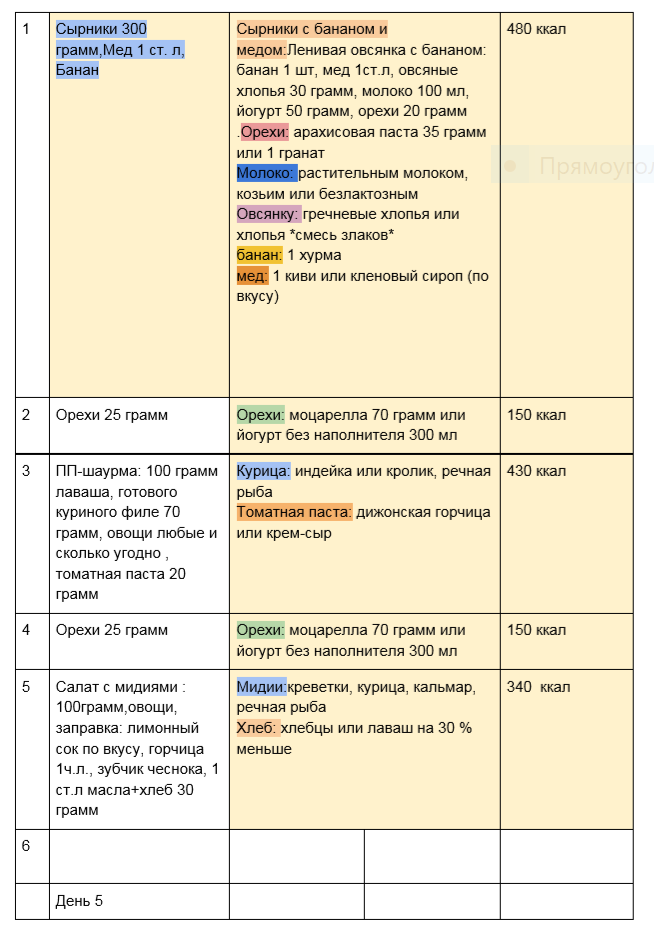 1
Сырники 300
грамм,Мед 1 ст. л,
Банан
Сырники с бананом и
медом:Ленивая овсянка с бананом:
банан 1 шт, мед 1ст.л, овсяные
хлопья 30 грамм, молоко 100 мл,
йогурт 50 грамм, орехи 20 грамм
.Орехи: арахисовая паста 35 грамм
или 1 гранат
Молоко: растительным молоком,
козьим или безлактозным
Овсянку: гречневые хлопья или
хлопья *смесь злаков*
банан: 1 хурма
мед: 1 киви или кленовый сироп (по
вкусу)
480 ккал
2
Орехи 25 грамм
Орехи: моцарелла 70 грамм или
йогурт без наполнителя 300 мл
150 ккал
3
ПП-шаурма: 100 грамм
лаваша, готового
куриного филе 70
грамм, овощи любые и
сколько угодно ,
томатная паста 20
грамм
Курица: индейка или кролик, речная
рыба
Томатная паста: дижонская горчица
или крем-сыр
430 ккал
4
Орехи 25 грамм
Орехи: моцарелла 70 грамм или
йогурт без наполнителя 300 мл
150 ккал
5
Салат с мидиями :
100грамм,овощи,
заправка: лимонный
сок по вкусу, горчица
1ч.л., зубчик чеснока, 1
ст.л масла+хлеб 30
грамм
Мидии:креветки, курица, кальмар,
речная рыба
Хлеб: хлебцы или лаваш на 30 %
меньше
340 ккал
6
День 5